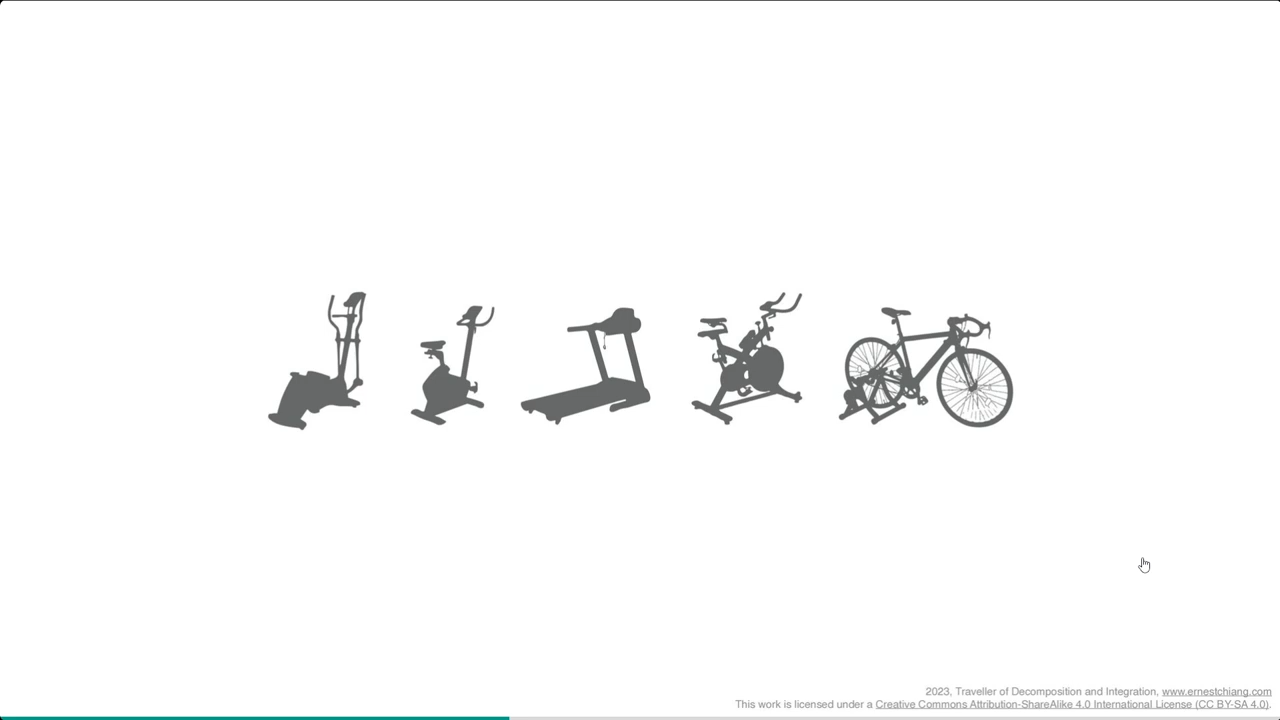 2023, Traveller of Decomposition and Integration, www.ernestchiang.com
This work is licensed under a Creative Commons Attribution-ShareAlike 4.0 International License (CC BY-SA 4.0).